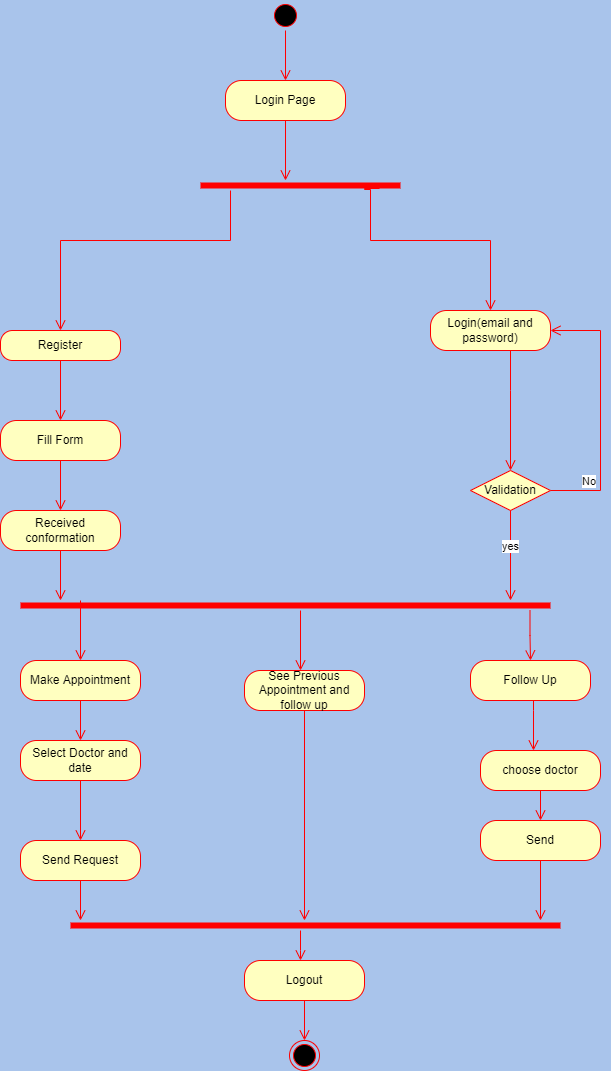 Login Page
Login(email and
password)
Register
Fill Form
Validation
No
Received
conformation
yes
Make Appointment
See Previous
Appointment and
follow up
Follow Up
Select Doctor and
date
choose doctor
Send Request
Send
Logout